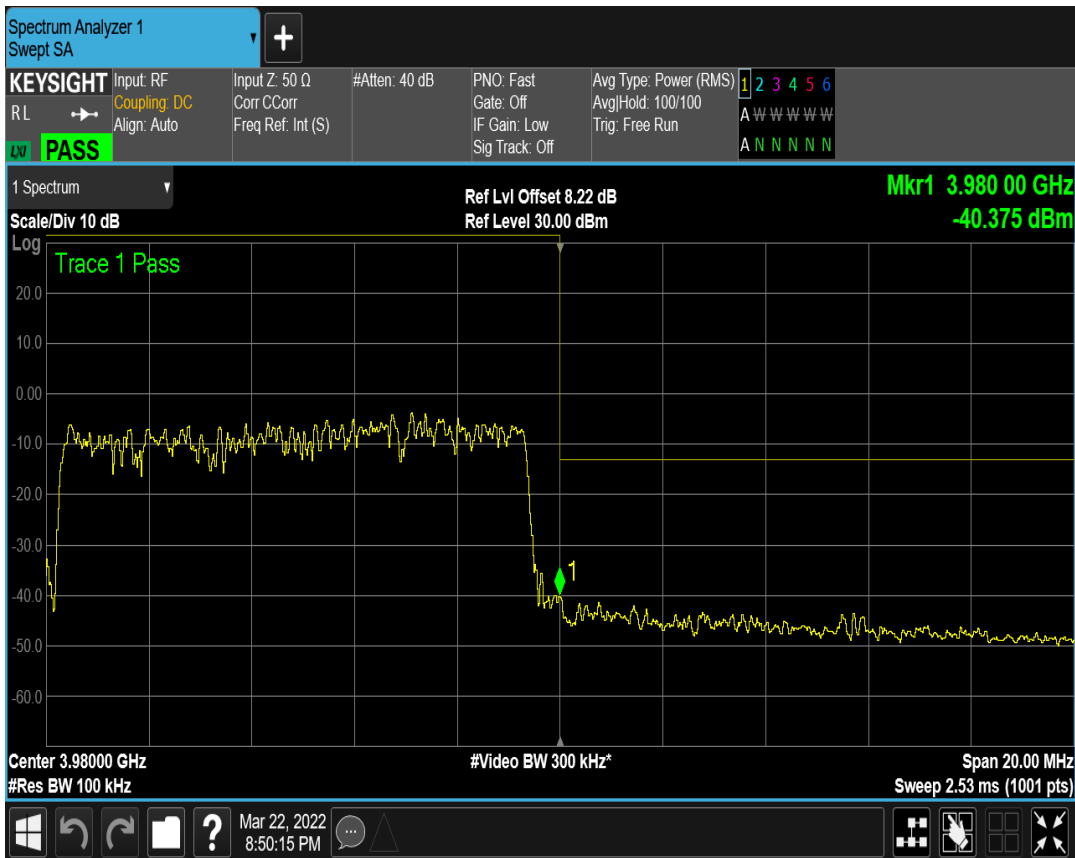 Spectrum Analyzer 1
Swept SA
+
KEYSIGHT
R L
LXI
PASS
Input: RF
Coupling: DC
Align: Auto
Input Z: 50 Ω
Corr CCorr
Freq Ref: Int (S)
#Atten: 40 dB
PNO: Fast
Gate: Off
IF Gain: Low
Sig Track: Off
Avg Type: Power (RMS)
Avg|Hold: 100/100
Trig: Free Run
1 2 3 4 5 6
A W W W W W
A N N N N N
1 Spectrum
Scale/Div 10 dB
Ref Lvl Offset 8.22 dB
Ref Level 30.00 dBm
Mkr1 3.980 00 GHz
-40.375 dBm
Log
Trace 1 Pass
20.0
10.0
0.00
-10.0
-20.0
-30.0
-40.0
-50.0
-60.0
1
Center 3.98000 GHz
#Res BW 100 kHz
#Video BW 300 kHz*
Span 20.00 MHz
Sweep 2.53 ms (1001 pts)
?
Mar 22, 2022
8:50:15 PM